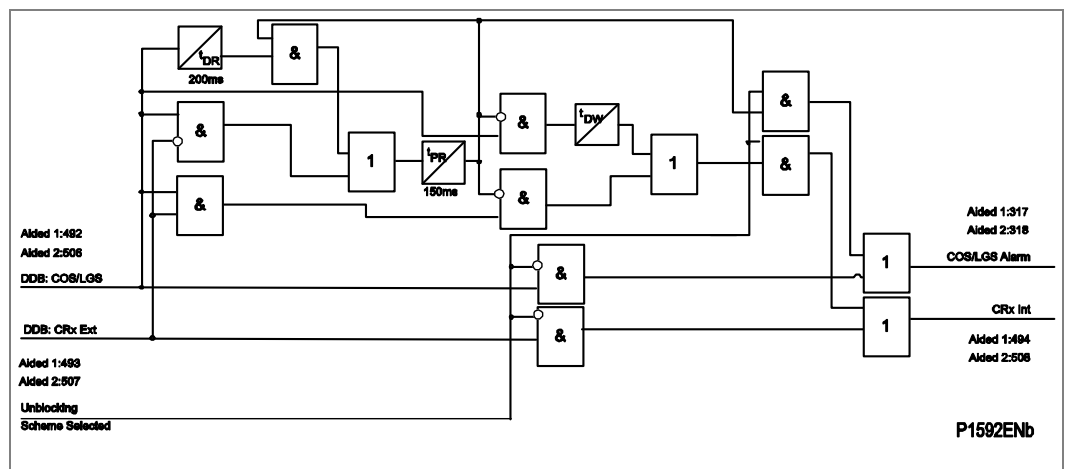 &
tDR
200ms
&
&
1
tPR
150ms
&
tDW
1
&
&
&
&
Aided 1:492
Aided 2:506
DDB: COS/LGS
&
1
Aided 1:317
Aided 2:318
COS/LGS Alarm
DDB: CRx Ext
&
1
CRx Int
Aided 1:493
Aided 2:507
Aided 1:494
Aided 2:508
Unblocking
Scheme Selected
P1592ENb